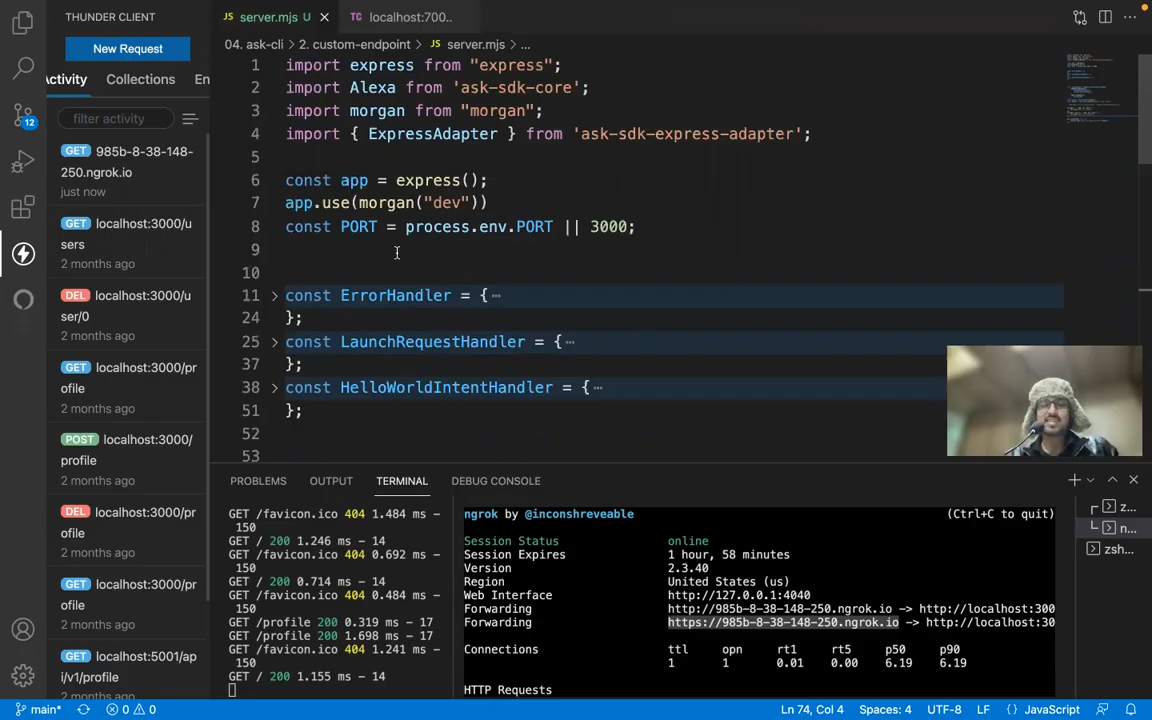 THUNDER CLIENT
New Request
Activity Collections En
filter activity
GET 985b-8-38-148-
250.ngrok.io
just now
GET localhost:3000/u
sers
2 months ago
DEL localhost:3000/u
ser/0
2 months ago
GET localhost:3000/pr
ofile
2 months ago
POST localhost:3000/
profile
2 months ago
DEL localhost:3000/pr
ofile
2 months ago
GET localhost:3000/pr
ofile
2 months ago
GET localhost:5001/ap
i/v1/profile
2 months ago
12
JS server.mjs U
TC localhost:700..
04. ask-cli > 2. custom-endpoint > JS server.mjs > ...
1 import express from "express";
2 import Alexa from 'ask-sdk-core';
3 import morgan from "morgan";
4 import { ExpressAdapter } from 'ask-sdk-express-adapter';
5
6 const app = express();
7 app.use(morgan("dev"))
8 const PORT = process.env.PORT || 3000;
9
10
11 const ErrorHandler = {…
24 };
25 const LaunchRequestHandler = {…
37 };
38 const HelloWorldIntentHandler = {…
51 };
52
53
PROBLEMS OUTPUT TERMINAL DEBUG CONSOLE
GET /favicon.ico 404 1.484 ms -
150
GET / 200 1.246 ms - 14
GET /favicon.ico 404 0.692 ms -
150
GET / 200 0.714 ms - 14
GET /favicon.ico 404 0.484 ms -
150
GET /profile 200 0.319 ms - 17
GET /profile 200 1.698 ms - 17
GET /favicon.ico 404 1.241 ms -
150
GET / 200 1.155 ms - 14
ngrok by @inconshreveable (Ctrl+C to quit)
Session Status online
Session Expires 1 hour, 58 minutes
Version 2.3.40
Region United States (us)
Web Interface http://127.0.0.1:4040
Forwarding http://985b-8-38-148-250.ngrok.io -> http://localhost:300
Forwarding https://985b-8-38-148-250.ngrok.io -> http://localhost:30
Connections ttl opn rt1 rt5 p50 p90
1 1 0.01 0.00 6.19 6.19
HTTP Requests
z...
n...
zsh...
main* 0 0 Ln 74, Col 4 Spaces: 4 UTF-8 LF {} JavaScript